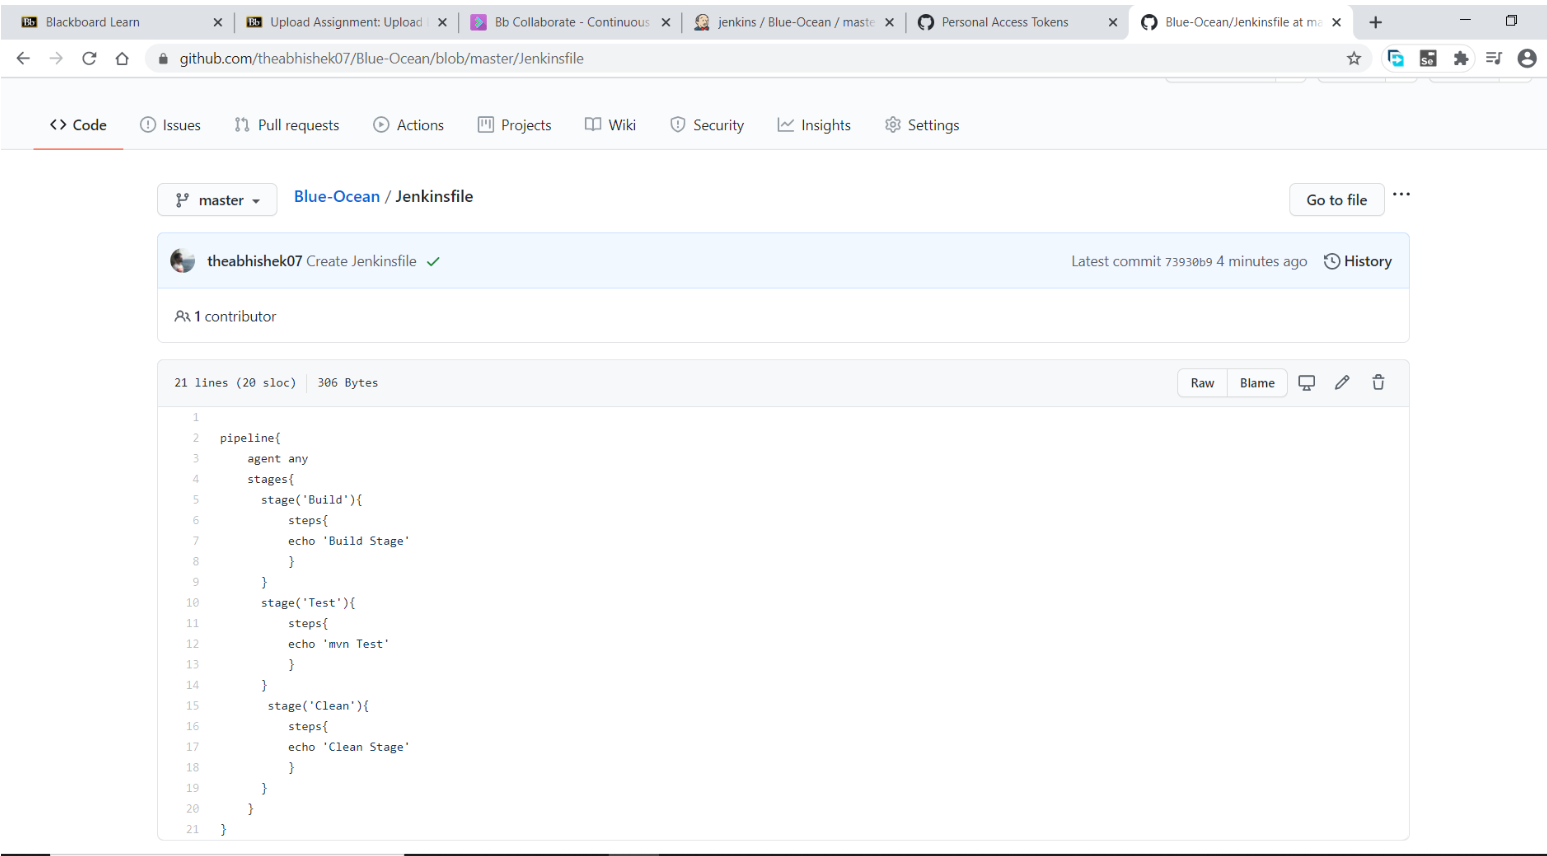 Blackboard Learn
Upload Assignment: Upload
Bb Collaborate - Continuous
jenkins / Blue-Ocean / maste
Personal Access Tokens
Blue-Ocean/Jenkinsfile at ma
github.com/theabhishek07/Blue-Ocean/blob/master/Jenkinsfile
Code Issues Pull requests Actions Projects Wiki Security Insights Settings
master Blue-Ocean / Jenkinsfile Go to file ...
theabhishek07 Create Jenkinsfile Latest commit 73930b9 4 minutes ago History
1 contributor
21 lines (20 sloc) 306 Bytes Raw Blame
1
2 pipeline{
3     agent any
4     stages{
5       stage('Build'){
6           steps{
7           echo 'Build Stage'
8           }
9       }
10       stage('Test'){
11           steps{
12           echo 'mvn Test'
13           }
14       }
15        stage('Clean'){
16           steps{
17           echo 'Clean Stage'
18           }
19       }
20     }
21 }